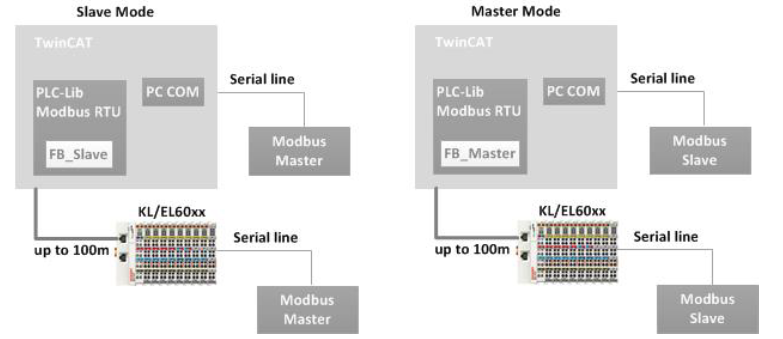 Slave Mode
TwinCAT
PLC-Lib
Modbus RTU
FB_Slave
PC COM
Serial line
Modbus
Master
KL/EL60xx
up to 100m
Serial line
Modbus
Master
Master Mode
TwinCAT
PLC-Lib
Modbus RTU
FB_Master
PC COM
Serial line
Modbus
Slave
KL/EL60xx
up to 100m
Serial line
Modbus
Slave